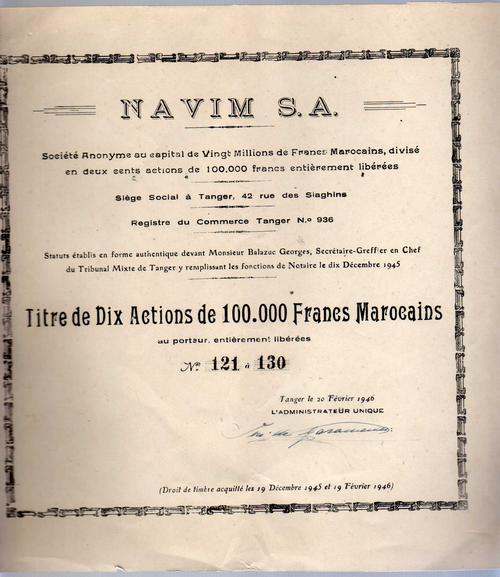 NAVIM S.A.
Société Anonyme au capital de Vingt Millions de Francs Marocains, divisé
en deux cents actions de 100.000 francs entièrement libérées
Siège Social à Tanger, 42 rue des Siaghins
Registre du Commerce Tanger N.o 936
Statuts établis en forme authentique devant Monsieur Balazuc Georges, Secrétaire-Greffier en Chef
du Tribunal Mixte de Tanger y remplissant les fonctions de Notaire le dix Décembre 1945
Titre de Dix Actions de 100.000 Francs Marocains
au porteur, entièrement libérées
No 121 à 130
Tanger le 20 Février 1946
L'ADMINISTRATEUR UNIQUE
(Droit de timbre acquitté les 19 Décembre 1945 et 19 Février 1946)